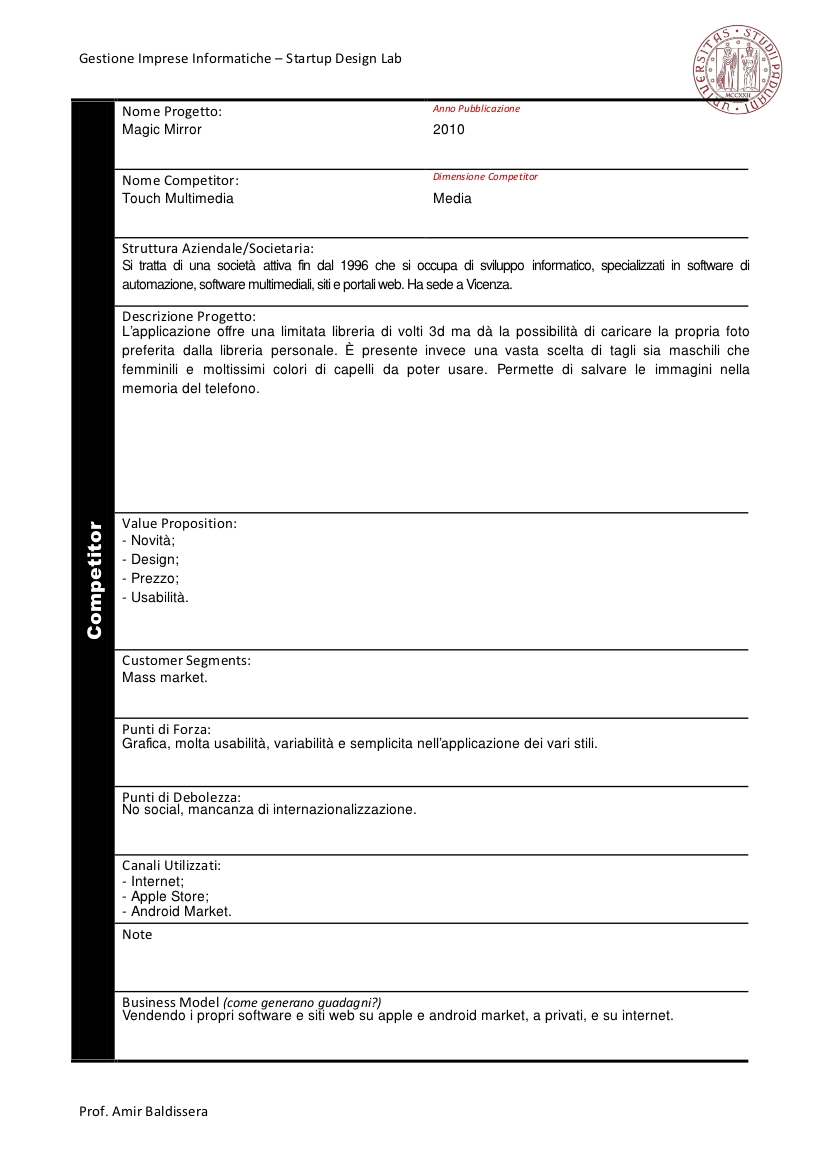 Gestione Imprese Informatiche – Startup Design Lab
UNIVERSITAS • STUDII PADUANI •
MCCXXII
Nome Progetto:
Anno Pubblicazione
Magic Mirror
2010
Nome Competitor:
Dimensione Competitor
Touch Multimedia
Media
Struttura Aziendale/Societaria:
Si tratta di una società attiva fin dal 1996 che si occupa di sviluppo informatico, specializzati in software di
automazione, software multimediali, siti e portali web. Ha sede a Vicenza.
Descrizione Progetto:
L'applicazione offre una limitata libreria di volti 3d ma dà la possibilità di caricare la propria foto
preferita dalla libreria personale. È presente invece una vasta scelta di tagli sia maschili che
femminili e moltissimi colori di capelli da poter usare. Permette di salvare le immagini nella
memoria del telefono.
Competitor
Value Proposition:
- Novità;
- Design;
- Prezzo;
- Usabilità.
Customer Segments:
Mass market.
Punti di Forza:
Grafica, molta usabilità, variabilità e semplicita nell'applicazione dei vari stili.
Punti di Debolezza:
No social, mancanza di internazionalizzazione.
Canali Utilizzati:
- Internet;
- Apple Store;
- Android Market.
Note
Business Model (come generano guadagni?)
Vendendo i propri software e siti web su apple e android market, a privati, e su internet.
Prof. Amir Baldissera